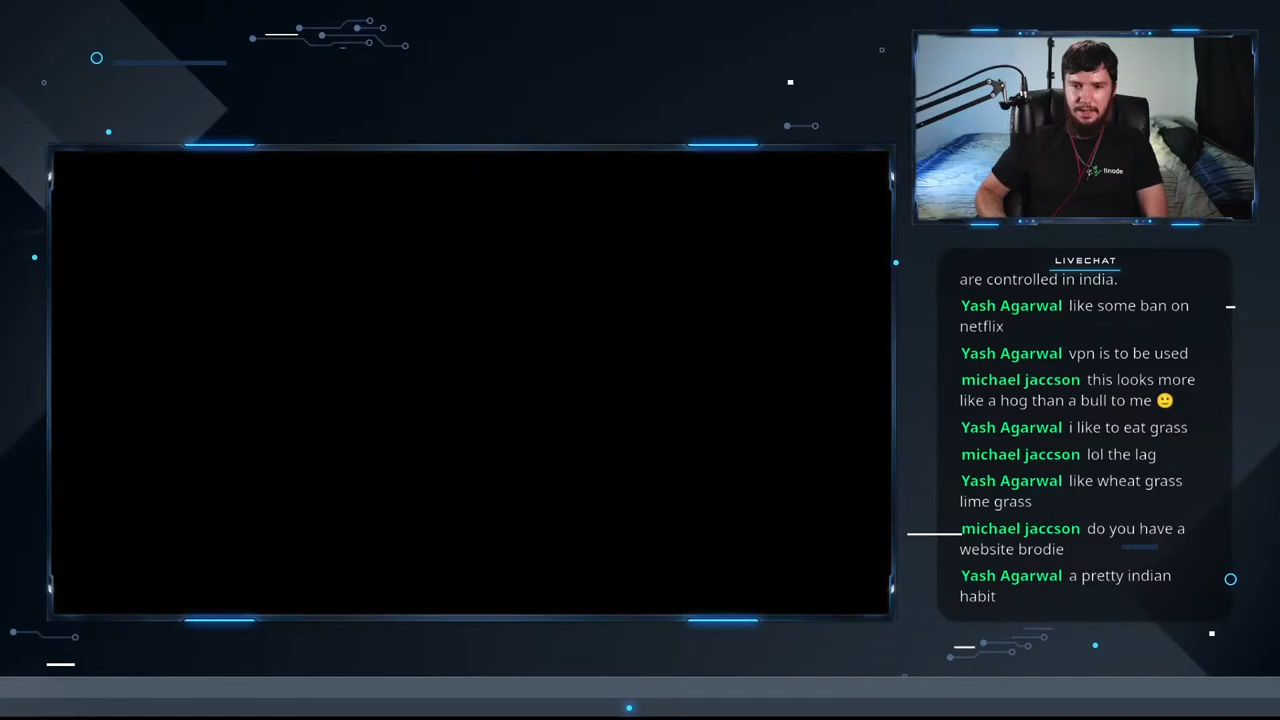 linode
LIVECHAT
are controlled in india.
Yash Agarwal like some ban on
netflix
Yash Agarwal vpn is to be used
michael jaccson this looks more
like a hog than a bull to me 🙂
Yash Agarwal i like to eat grass
michael jaccson lol the lag
Yash Agarwal like wheat grass
lime grass
michael jaccson do you have a
website brodie
Yash Agarwal a pretty indian
habit